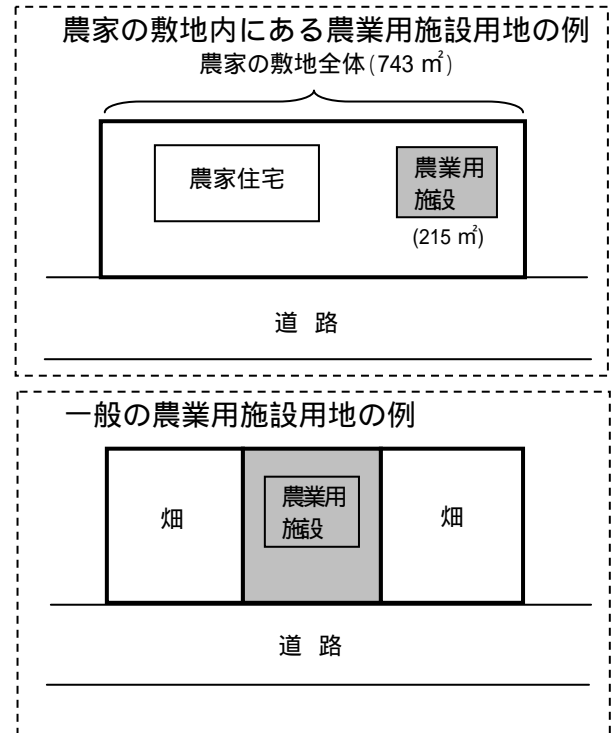 農家の敷地内にある農業用施設用地の例
農家の敷地全体(743 ㎡)
農家住宅
農業用
施設
(215 ㎡)
道 路
一般の農業用施設用地の例
畑
農業用
施設
畑
道 路